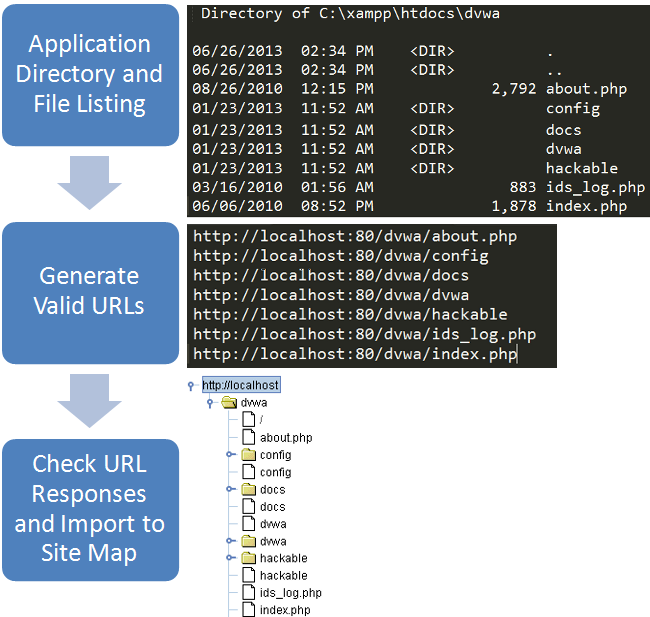 Application
Directory and
File Listing
Directory of C:\xampp\htdocs\dvwa
06/26/2013 02:34 PM <DIR> .
06/26/2013 02:34 PM <DIR> ..
08/26/2010 12:15 PM 2,792 about.php
01/23/2013 11:52 AM <DIR> config
01/23/2013 11:52 AM <DIR> docs
01/23/2013 11:52 AM <DIR> dvwa
01/23/2013 11:52 AM <DIR> hackable
03/16/2010 01:56 AM 883 ids_log.php
06/06/2010 08:52 PM 1,878 index.php
Generate
Valid URLs
http://localhost:80/dvwa/about.php
http://localhost:80/dvwa/config
http://localhost:80/dvwa/docs
http://localhost:80/dvwa/dvwa
http://localhost:80/dvwa/hackable
http://localhost:80/dvwa/ids_log.php
http://localhost:80/dvwa/index.php
Check URL
Responses
and Import to
Site Map
http://localhost
dvwa
/
about.php
config
config
docs
docs
dvwa
dvwa
hackable
hackable
ids_log.php
index.php